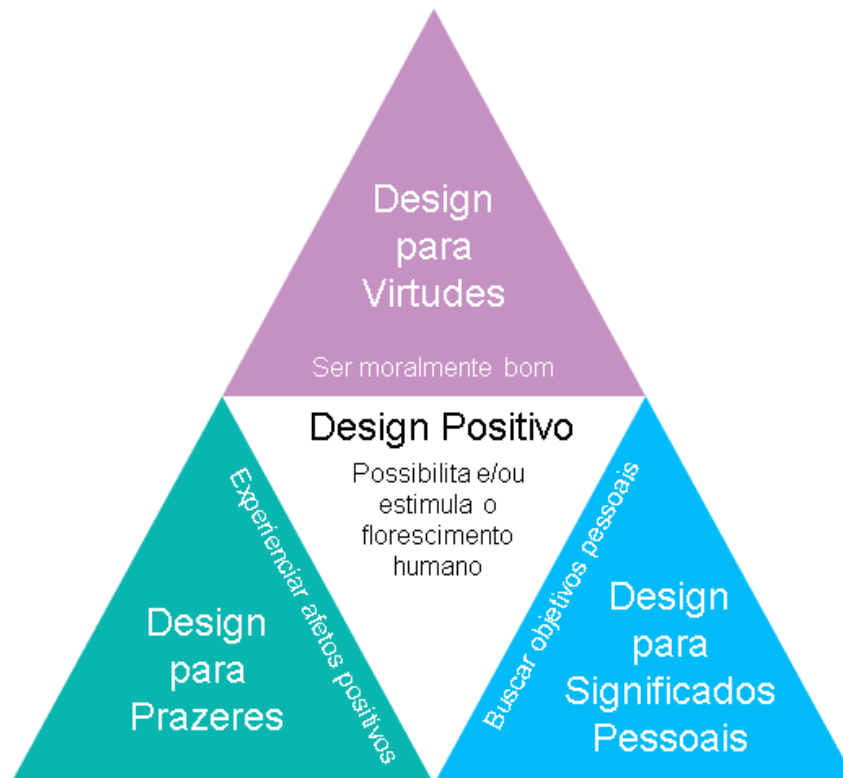 Design
para
Virtudes
Ser moralmente bom
Design Positivo
Possibilita e/ou
estimula o
florescimento
humano
Experienciar afetos positivos
Design
para
Prazeres
Buscar objetivos pessoais
Design
para
Significados
Pessoais